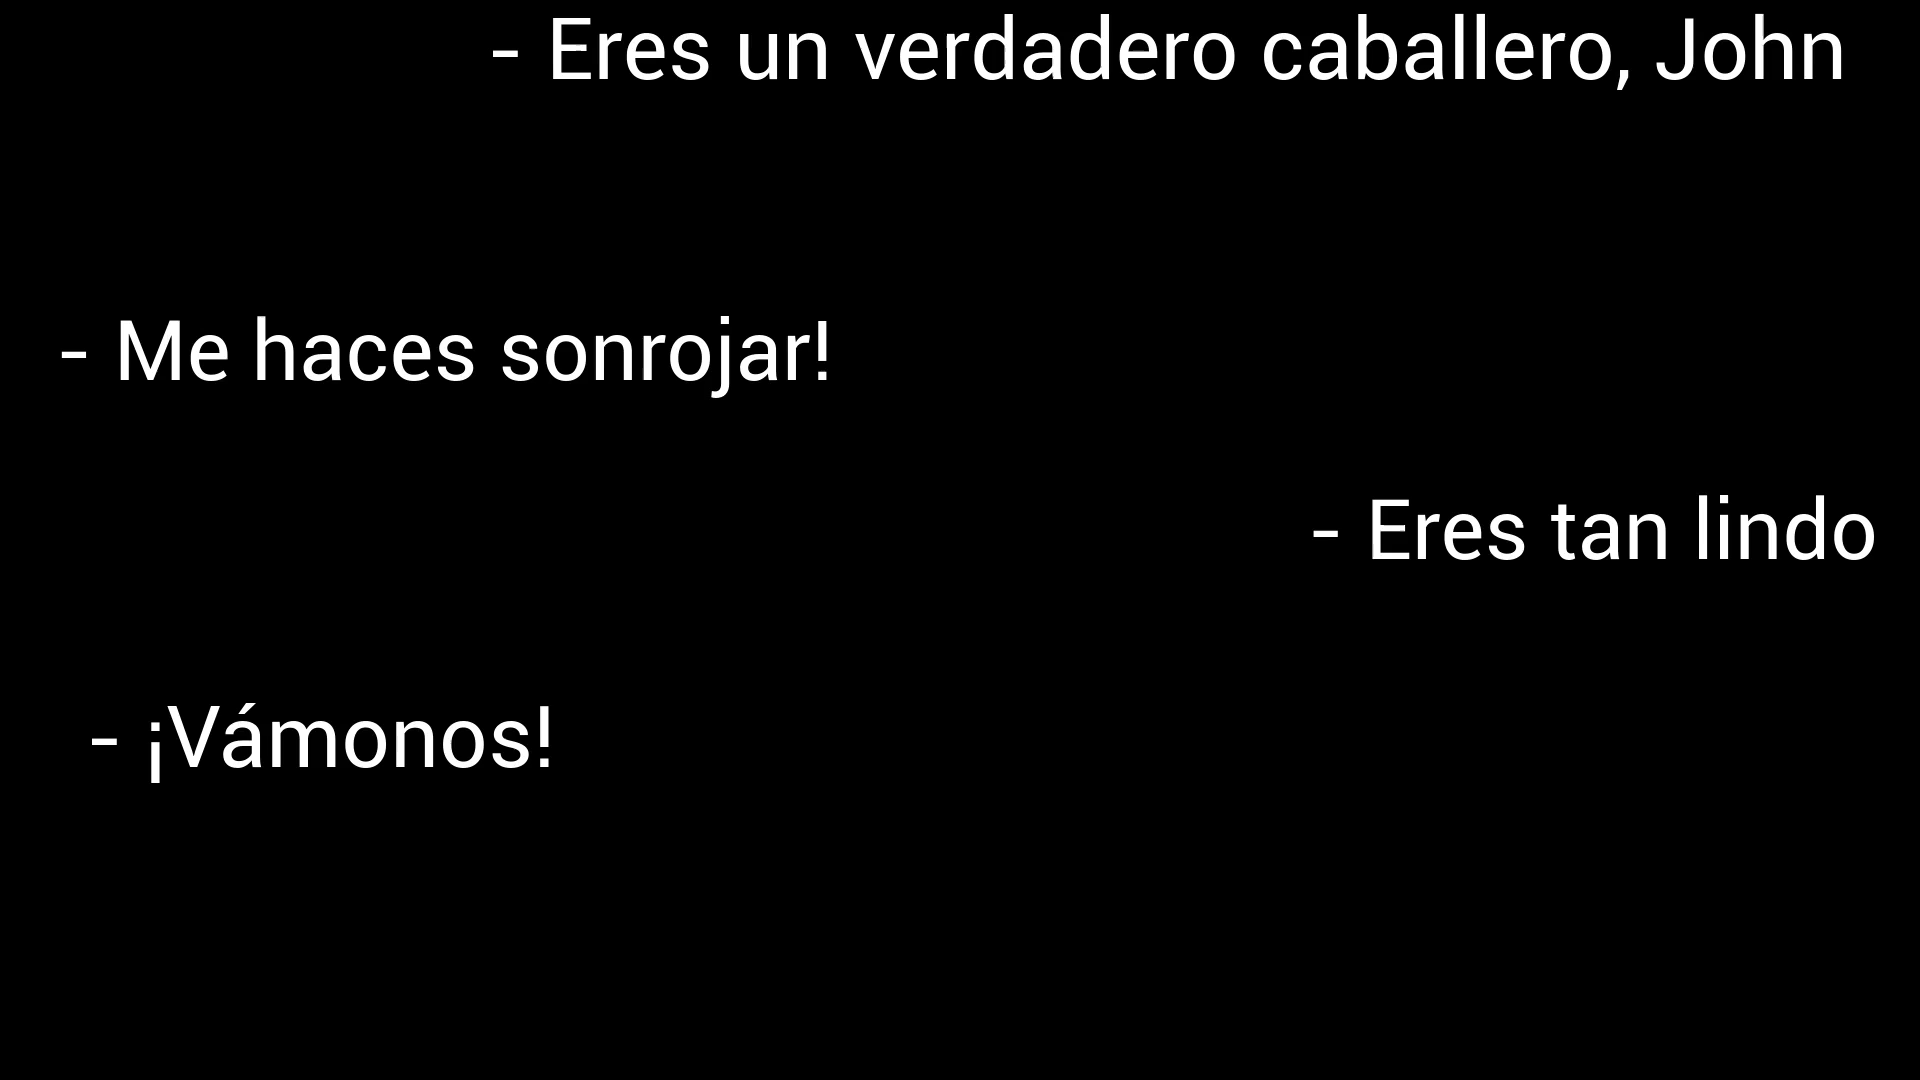 - Eres un verdadero caballero, John
- Me haces sonrojar!
- Eres tan lindo
- ¡Vámonos!